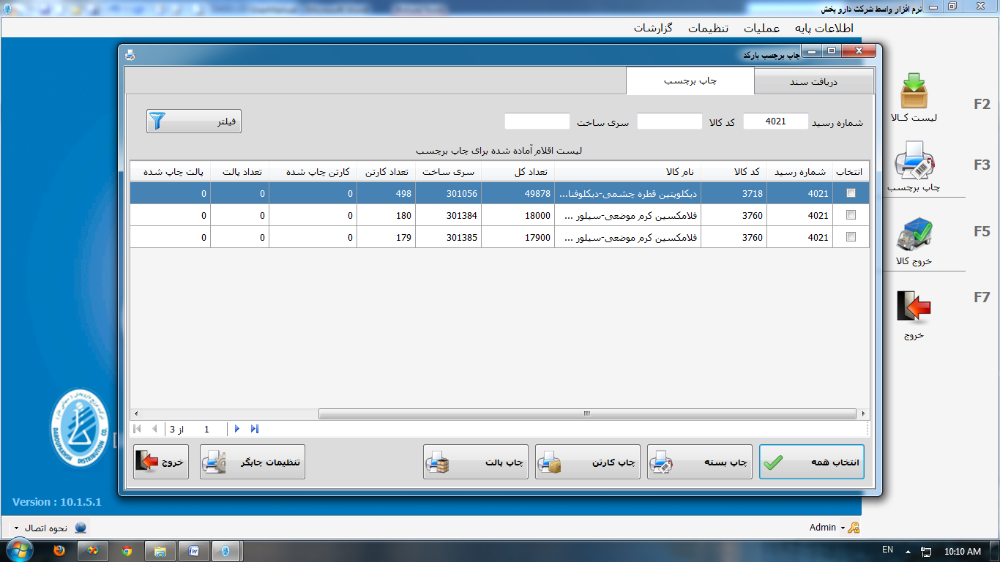 نرم افزار واسط شرکت دارو پخش
اطلاعات پایه عملیات تنظیمات گزارشات
چاپ برچسب بارکد
دریافت سند چاپ برچسب
شماره رسید 4021 کد کالا سری ساخت فیلتر
لیست اقلام آماده شده برای چاپ برچسب
انتخاب شماره رسید کد کالا نام کالا تعداد کل سری ساخت تعداد کارتن کارتن چاپ شده تعداد پالت پالت چاپ شده
4021 3718 دیکلوپتین قطره چشمی-دیکلوفنا... 49878 301056 498 0 0 0
4021 3760 فلامکسین کرم موضعی-سیلور ... 18000 301384 180 0 0 0
4021 3760 فلامکسین کرم موضعی-سیلور ... 17900 301385 179 0 0 0
1 از 3
انتخاب همه چاپ بسته چاپ کارتن چاپ پالت تنظیمات چاپگر خروج
F2
لیست کـالا
F3
چاپ برچسب
F5
خروج کالا
F7
خروج
DAROUPAKHSH DISTRIBUTION CO.
Version : 10.1.5.1
Admin نحوه اتصال
EN 10:10 AM